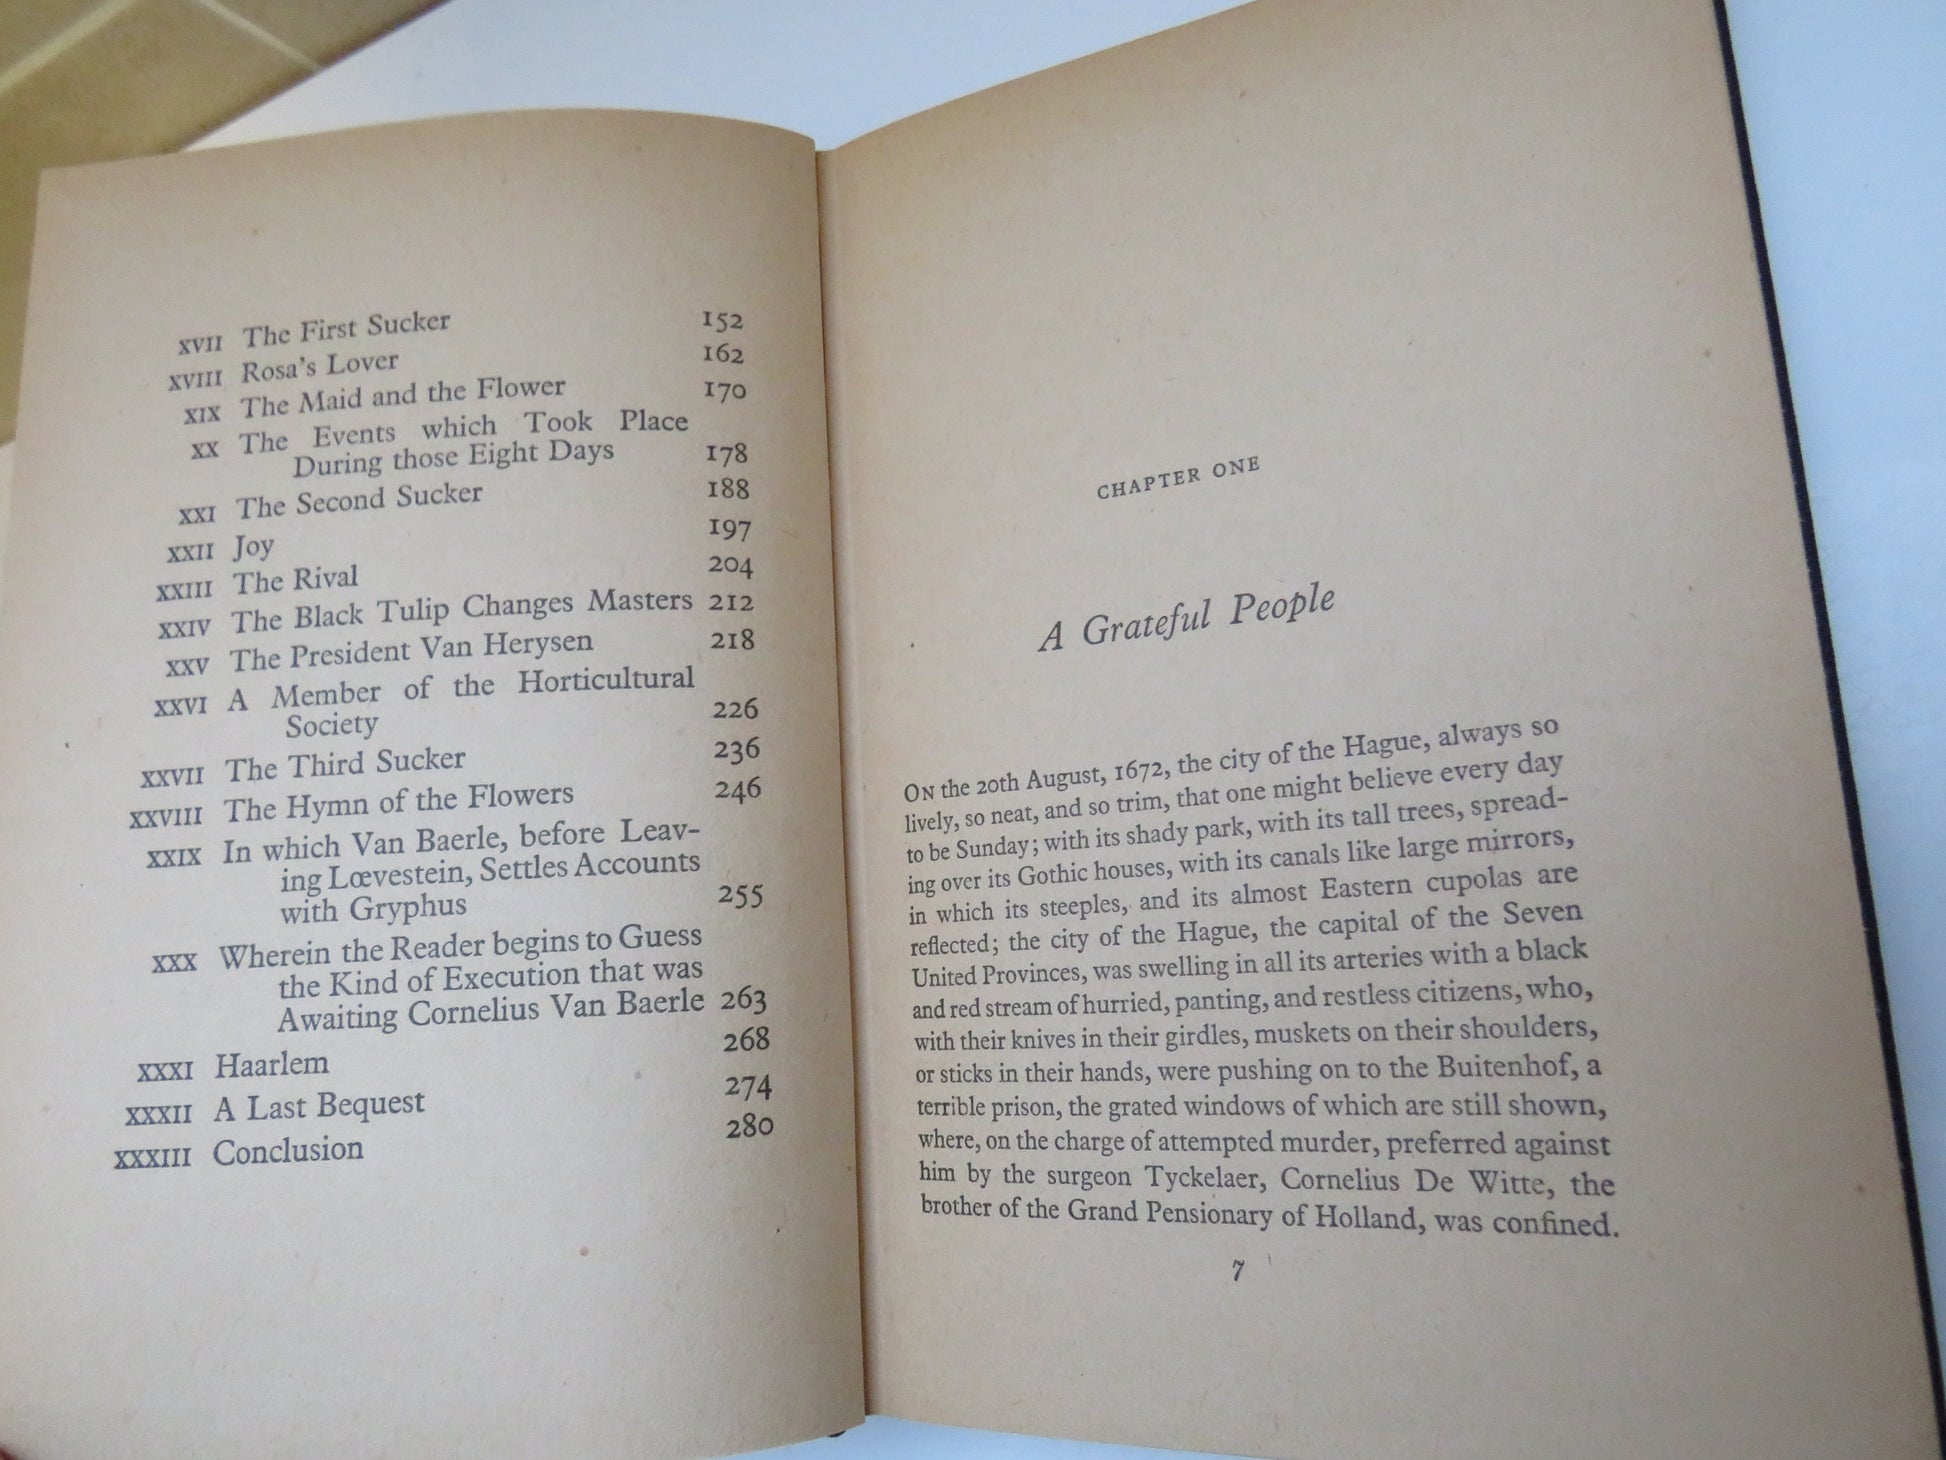 XVII The First Sucker 152
XVIII Rosa's Lover 162
XIX The Maid and the Flower 170
XX The Events which Took Place
During those Eight Days 178
XXI The Second Sucker 188
XXII Joy 197
XXIII The Rival 204
XXIV The Black Tulip Changes Masters 212
XXV The President Van Herysen 218
XXVI A Member of the Horticultural
Society 226
XXVII The Third Sucker 236
XXVIII The Hymn of the Flowers 246
XXIX In which Van Baerle, before Leav-
ing Lœvestein, Settles Accounts
with Gryphus 255
XXX Wherein the Reader begins to Guess
the Kind of Execution that was
Awaiting Cornelius Van Baerle 263
XXXI Haarlem 268
XXXII A Last Bequest 274
XXXIII Conclusion 280
CHAPTER ONE
A Grateful People
ON the 20th August, 1672, the city of the Hague, always so
lively, so neat, and so trim, that one might believe every day
to be Sunday; with its shady park, with its tall trees, spread-
ing over its Gothic houses, with its canals like large mirrors,
in which its steeples, and its almost Eastern cupolas are
reflected; the city of the Hague, the capital of the Seven
United Provinces, was swelling in all its arteries with a black
and red stream of hurried, panting, and restless citizens, who,
with their knives in their girdles, muskets on their shoulders,
or sticks in their hands, were pushing on to the Buitenhof, a
terrible prison, the grated windows of which are still shown,
where, on the charge of attempted murder, preferred against
him by the surgeon Tyckelaer, Cornelius De Witte, the
brother of the Grand Pensionary of Holland, was confined.
7